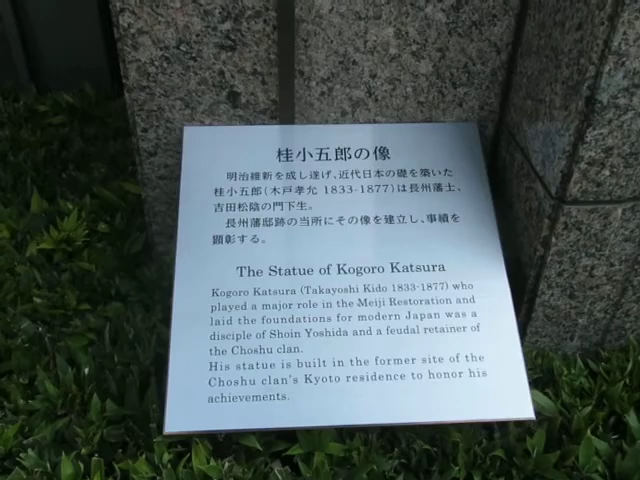 桂小五郎の像
明治維新を成し遂げ、近代日本の礎を築いた
桂小五郎(木戸孝允 1833-1877)は長州藩士、
吉田松陰の門下生。
長州藩邸跡の当所にその像を建立し、事績を
顕彰する。
The Statue of Kogoro Katsura
Kogoro Katsura (Takayoshi Kido 1833-1877) who
played a major role in the Meiji Restoration and
laid the foundations for modern Japan was a
disciple of Shoin Yoshida and a feudal retainer of
the Choshu clan.
His statue is built in the former site of the
Choshu clan's Kyoto residence to honor his
achievements.